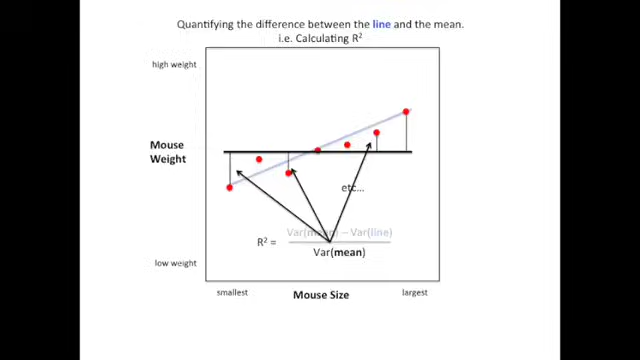 Quantifying the difference between the line and the mean.
i.e. Calculating R²
high weight
Mouse
Weight
etc…
Var(mean) – Var(line)
R² =
Var(mean)
low weight
smallest
Mouse Size
largest